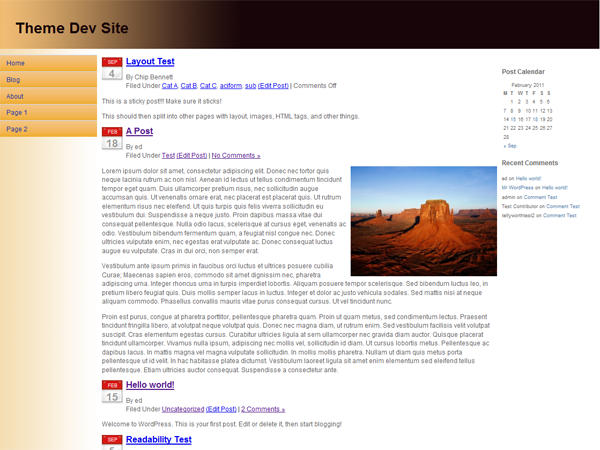 Theme Dev Site
Home
Blog
About
Page 1
Page 2
SEP
4
Layout Test
By Chip Bennett
Filed Under Cat A, Cat B, Cat C, aciform, sub (Edit Post) | Comments Off
This is a sticky post!!! Make sure it sticks!
This should then split into other pages with layout, images, HTML tags, and other things.
FEB
18
A Post
By ed
Filed Under Test (Edit Post) | No Comments »
Lorem ipsum dolor sit amet, consectetur adipiscing elit. Donec nec tortor quis
neque lacinia rutrum ac non nisl. Aenean id lectus ut tellus condimentum tincidunt
tempor eget quam. Duis ullamcorper pretium risus, nec sollicitudin augue
accumsan quis. Ut venenatis ornare erat, nec placerat est placerat quis. Ut rutrum
elementum risus nec eleifend. Ut quis turpis quis felis viverra sollicitudin eu
vestibulum dui. Suspendisse a neque justo. Proin dapibus massa vitae dui
consequat pellentesque. Nulla odio lacus, scelerisque at cursus eget, venenatis ac
odio. Vestibulum bibendum fermentum quam, a feugiat nisl congue nec. Donec
ultricies vulputate enim, nec egestas erat vulputate ac. Donec consequat luctus
augue eu vulputate. Cras in dui orci, non semper erat.
Vestibulum ante ipsum primis in faucibus orci luctus et ultrices posuere cubilia
Curae; Maecenas sapien eros, commodo sit amet dignissim nec, pharetra
adipiscing urna. Integer rhoncus urna in turpis imperdiet lobortis. Aliquam posuere tempor scelerisque. Sed bibendum luctus leo, in
pretium libero feugiat quis. Duis mollis semper lacus in luctus. Integer et dolor ac justo vehicula sodales. Sed mattis nisi at neque
aliquam commodo. Phasellus convallis mauris vitae purus consequat cursus. Ut vel tincidunt nunc.
Proin est purus, congue at pharetra porttitor, pellentesque pharetra quam. Proin ut quam metus, sed condimentum lectus. Praesent
tincidunt fringilla libero, at volutpat neque volutpat quis. Donec nec magna diam, ut rutrum enim. Sed vestibulum facilisis velit volutpat
suscipit. Cras elementum egestas cursus. Curabitur ultricies ligula at sem ullamcorper nec gravida diam auctor. Quisque placerat
tincidunt ullamcorper. Vivamus nulla ipsum, adipiscing nec mollis vel, sollicitudin id diam. Ut cursus lobortis metus. Pellentesque ac
dapibus lacus. In mattis magna vel magna vulputate sollicitudin. In mollis mollis pharetra. Nullam ut diam quis metus porta
pellentesque ut id velit. In hac habitasse platea dictumst. Vestibulum laoreet ligula sit amet enim elementum sed eleifend tellus
pellentesque. Etiam ultricies auctor consequat. Suspendisse a consectetur ante.
FEB
15
Hello world!
By ed
Filed Under Uncategorized (Edit Post) | 2 Comments »
Welcome to WordPress. This is your first post. Edit or delete it, then start blogging!
SEP
5
Readability Test
Post Calendar
February 2011
M T W T F S S
1 2 3 4 5 6
7 8 9 10 11 12 13
14 15 16 17 18 19 20
21 22 23 24 25 26 27
28
« Sep
Recent Comments
ed on Hello world!
Mr WordPress on Hello world!
admin on Comment Test
Test Contributor on Comment Test
tellyworthtest2 on Comment Test